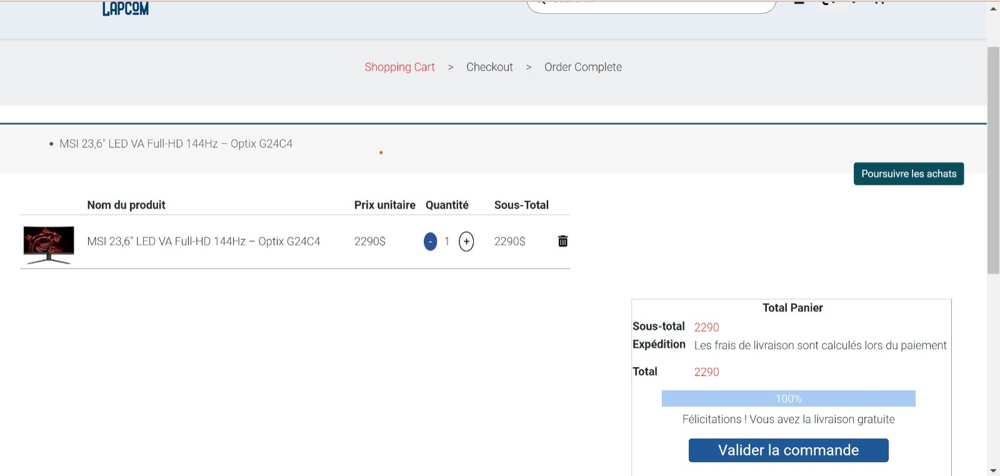 LAPCOM
Shopping Cart > Checkout > Order Complete
• MSI 23,6" LED VA Full-HD 144Hz – Optix G24C4
Poursuivre les achats
Nom du produit Prix unitaire Quantité Sous-Total
MSI 23,6" LED VA Full-HD 144Hz – Optix G24C4 2290$ - 1 + 2290$
Total Panier
Sous-total 2290
Expédition Les frais de livraison sont calculés lors du paiement
Total 2290
100%
Félicitations ! Vous avez la livraison gratuite
Valider la commande